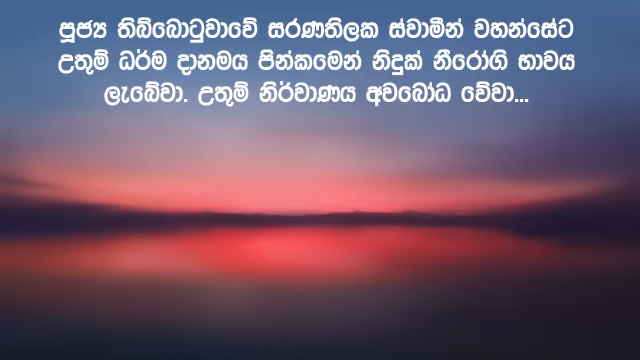 පූජ්‍ය තිබ්බොටුවාවේ සරණතිලක ස්වාමීන් වහන්සේට
උතුම් ධර්ම දානමය පින්කමෙන් නිදුක් නීරෝගි භාවය
ලැබේවා. උතුම් නිර්වාණය අවබෝධ වේවා...